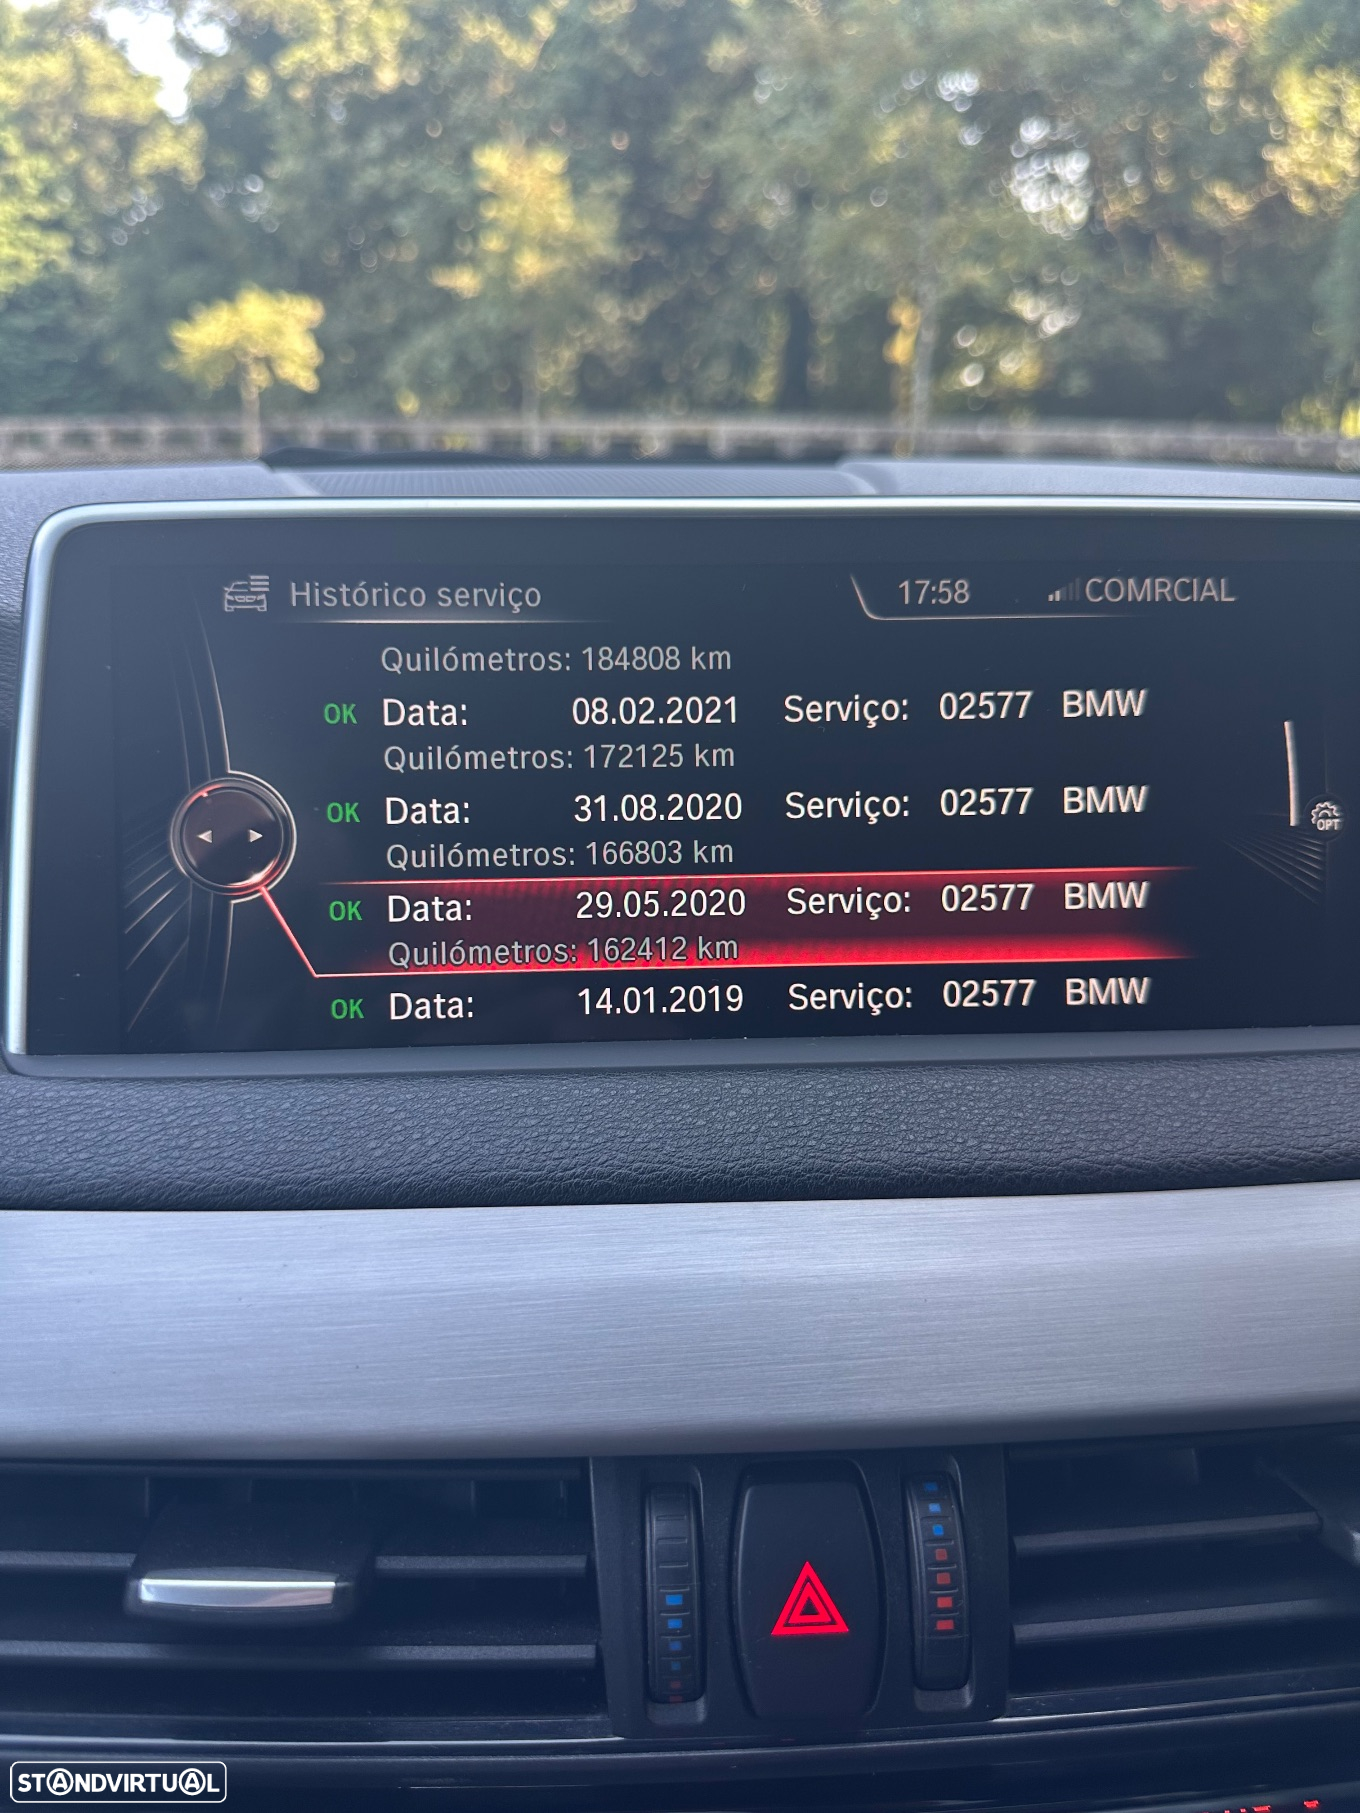 Histórico serviço 17:58 COMRCIAL
Quilómetros: 184808 km
OK Data: 08.02.2021 Serviço: 02577 BMW
Quilómetros: 172125 km
OK Data: 31.08.2020 Serviço: 02577 BMW
Quilómetros: 166803 km
OPT
OK Data: 29.05.2020 Serviço: 02577 BMW
Quilómetros: 162412 km
OK Data: 14.01.2019 Serviço: 02577 BMW
STANDVIRTUAL